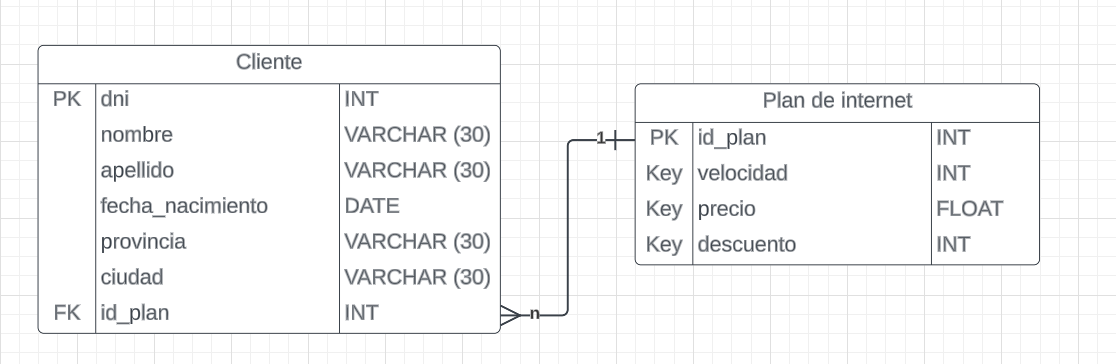 Cliente
PK dni INT
nombre VARCHAR (30)
apellido VARCHAR (30)
fecha_nacimiento DATE
provincia VARCHAR (30)
ciudad VARCHAR (30)
FK id_plan INT
n
1
Plan de internet
PK id_plan INT
Key velocidad INT
Key precio FLOAT
Key descuento INT